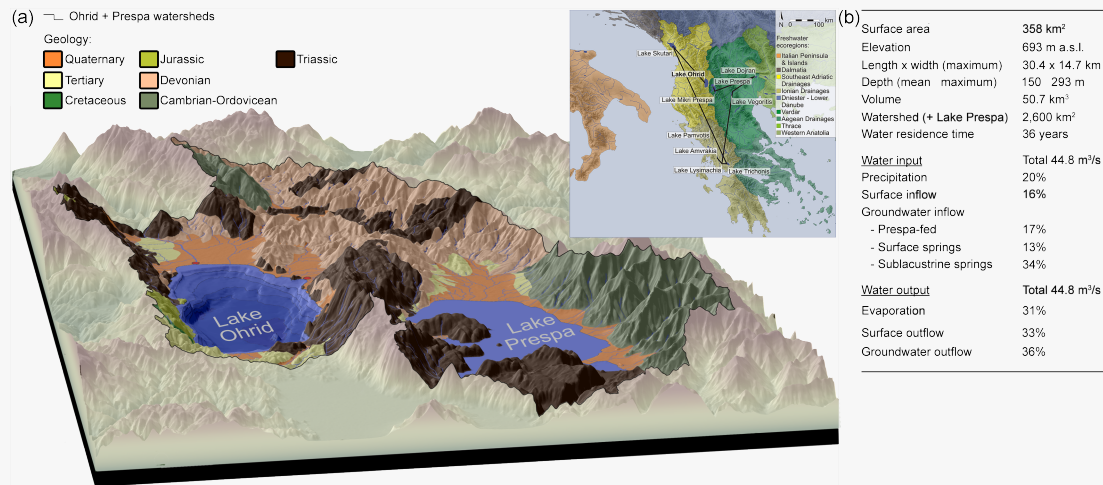 (a)
Ohrid + Prespa watersheds
Geology:
Quaternary
Jurassic
Triassic
Tertiary
Devonian
Cretaceous
Cambrian-Ordovicean
Lake Ohrid
Lake Prespa
N 0 100 km
Freshwater ecoregions:
Italian Peninsula & Islands
Dalmatia
Southeast Adriatic Drainages
Ionian Drainages
Dniester - Lower Danube
Vardar
Aegean Drainages
Thrace
Western Anatolia
Lake Skutari
Lake Ohrid
Lake Dojran
Lake Prespa
Lake Mikri Prespa
Lake Vegoritis
Lake Pamvotis
Lake Amvrakia
Lake Lysimachia
Lake Trichonis
(b)
Surface area 358 km²
Elevation 693 m a.s.l.
Length x width (maximum) 30.4 x 14.7 km
Depth (mean maximum) 150 293 m
Volume 50.7 km³
Watershed (+ Lake Prespa) 2,600 km²
Water residence time 36 years
Water input Total 44.8 m³/s
Precipitation 20%
Surface inflow 16%
Groundwater inflow
- Prespa-fed 17%
- Surface springs 13%
- Sublacustrine springs 34%
Water output Total 44.8 m³/s
Evaporation 31%
Surface outflow 33%
Groundwater outflow 36%